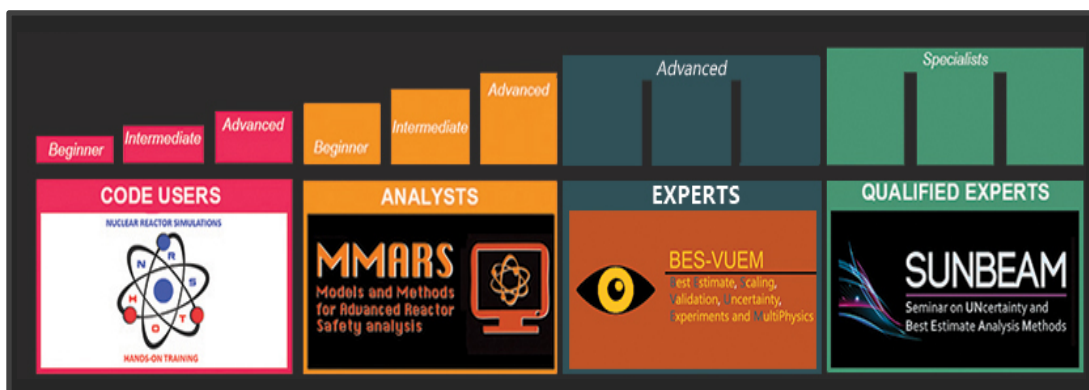 Beginner
Intermediate
Advanced
Beginner
Intermediate
Advanced
Advanced
Specialists
CODE USERS
NUCLEAR REACTOR SIMULATIONS
N R S
H O T
HANDS-ON TRAINING
ANALYSTS
MMARS
Models and Methods
for Advanced Reactor
Safety analysis
EXPERTS
BES-VUEM
Best Estimate, Scaling,
Validation, Uncertainty,
Experiments and MultiPhysics
QUALIFIED EXPERTS
SUNBEAM
Seminar on UNcertainty and
Best Estimate Analysis Methods